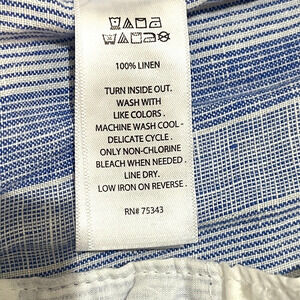 100% LINEN
TURN INSIDE OUT.
WASH WITH
LIKE COLORS .
MACHINE WASH COOL -
DELICATE CYCLE .
ONLY NON-CHLORINE
BLEACH WHEN NEEDED .
LINE DRY.
LOW IRON ON REVERSE .
RN# 75343